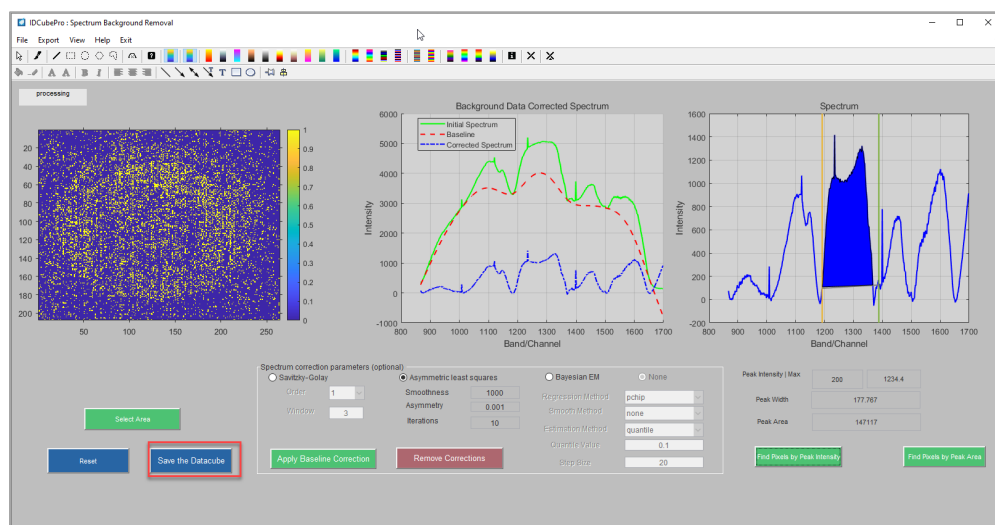 IDCubePro : Spectrum Background Removal
File Export View Help Exit
A A B I T
processing
20
40
60
80
100
120
140
160
180
200
50 100 150 200 250
1
0.9
0.8
0.7
0.6
0.5
0.4
0.3
0.2
0.1
0
Background Data Corrected Spectrum
6000
5000
4000
3000
2000
1000
0
-1000
Intensity
Initial Spectrum
Baseline
Corrected Spectrum
800 900 1000 1100 1200 1300 1400 1500 1600 1700
Band/Channel
Spectrum
1600
1400
1200
1000
800
600
400
200
0
-200
Intensity
800 900 1000 1100 1200 1300 1400 1500 1600 1700
Band/Channel
Spectrum correction parameters (optional)
Savitzky-Golay
Order 1
Window 3
Asymmetric least squares
Smoothness 1000
Asymmetry 0.001
Iterations 10
Bayesian EM None
Regression Method pchip
Smooth Method none
Estimation Method quantile
Quantile Value 0.1
Step Size 20
Apply Baseline Correction
Remove Corrections
Select Area
Reset
Save the Datacube
Peak Intensity | Max 200 1234.4
Peak Width 177.767
Peak Area 147117
Find Pixels by Peak Intensity
Find Pixels by Peak Area